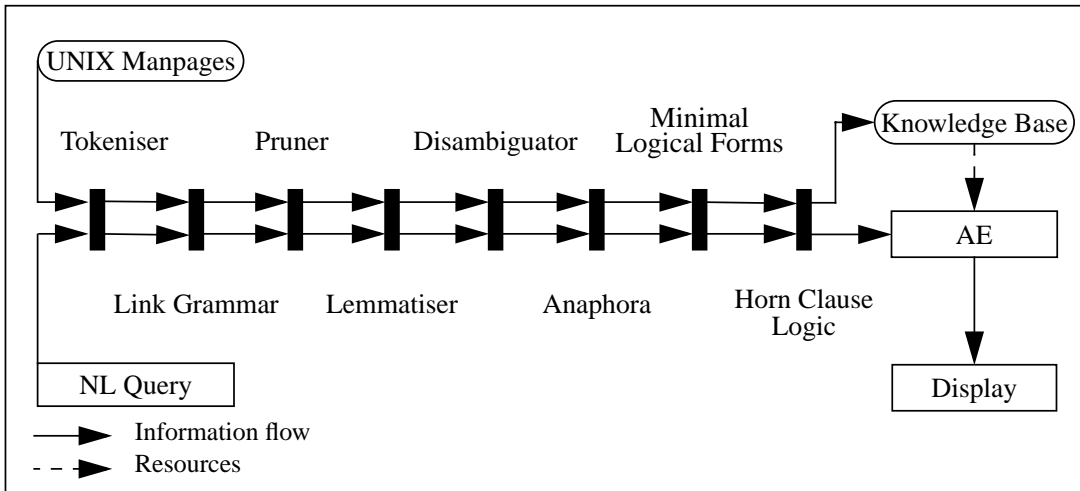 UNIX Manpages
Tokeniser
Pruner
Disambiguator
Minimal
Logical Forms
Knowledge Base
AE
Link Grammar
Lemmatiser
Anaphora
Horn Clause
Logic
NL Query
Display
Information flow
Resources